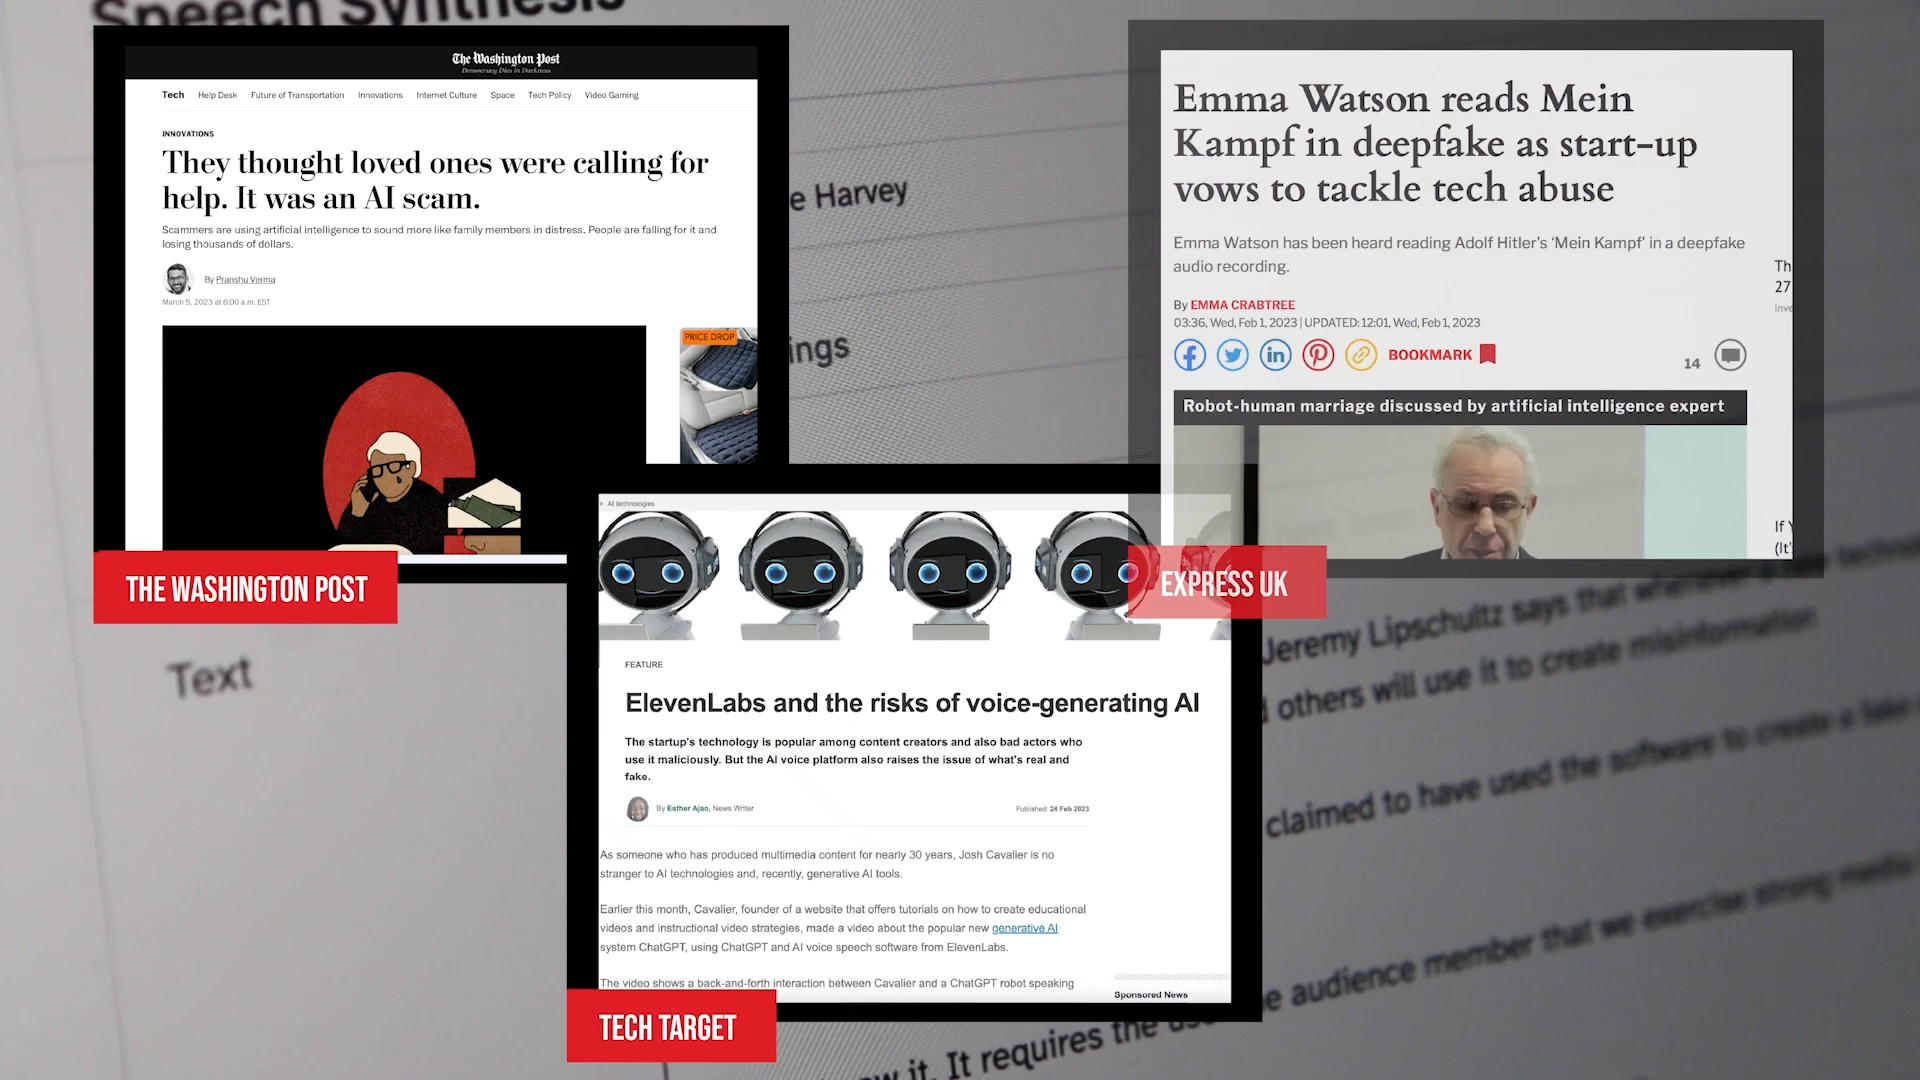 Speech Synthesis
The Washington Post
Democracy Dies in Darkness
Tech Help Desk Future of Transportation Innovations Internet Culture Space Tech Policy Video Gaming
INNOVATIONS
They thought loved ones were calling for
help. It was an AI scam.
Scammers are using artificial intelligence to sound more like family members in distress. People are falling for it and
losing thousands of dollars.
By Pranshu Verma
March 5, 2023 at 6:00 a.m. EST
PRICE DROP
THE WASHINGTON POST
e Harvey
ings
Text
Emma Watson reads Mein
Kampf in deepfake as start-up
vows to tackle tech abuse
Emma Watson has been heard reading Adolf Hitler's 'Mein Kampf' in a deepfake
audio recording.
By EMMA CRABTREE
03:36, Wed, Feb 1, 2023 | UPDATED: 12:01, Wed, Feb 1, 2023
BOOKMARK
14
Th
27
inve
Robot-human marriage discussed by artificial intelligence expert
If Y
(It's
EXPRESS UK
> AI technologies
FEATURE
ElevenLabs and the risks of voice-generating AI
The startup's technology is popular among content creators and also bad actors who
use it maliciously. But the AI voice platform also raises the issue of what's real and
fake.
By Esther Ajao, News Writer
Published: 24 Feb 2023
As someone who has produced multimedia content for nearly 30 years, Josh Cavalier is no
stranger to AI technologies and, recently, generative AI tools.
Earlier this month, Cavalier, founder of a website that offers tutorials on how to create educational
videos and instructional video strategies, made a video about the popular new generative AI
system ChatGPT, using ChatGPT and AI voice speech software from ElevenLabs.
The video shows a back-and-forth interaction between Cavalier and a ChatGPT robot speaking
Sponsored News
TECH TARGET
Jeremy Lipschultz says that whenever a new
others will use it to create misinformation
claimed to have used the software to create a fake
audience member that we exercise strong media
it. It requires the